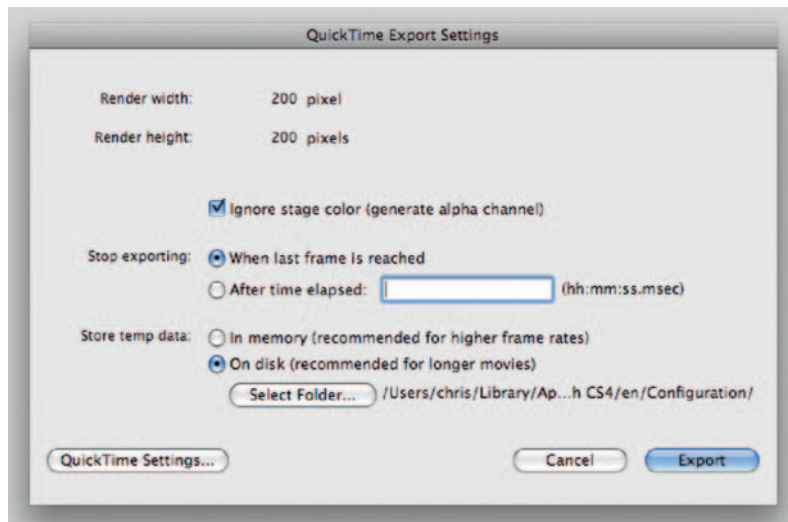 QuickTime Export Settings
Render width: 200 pixel
Render height: 200 pixels
Ignore stage color (generate alpha channel)
Stop exporting: When last frame is reached
After time elapsed: (hh:mm:ss.msec)
Store temp data: In memory (recommended for higher frame rates)
On disk (recommended for longer movies)
Select Folder... /Users/chris/Library/Ap...h CS4/en/Configuration/
QuickTime Settings... Cancel Export